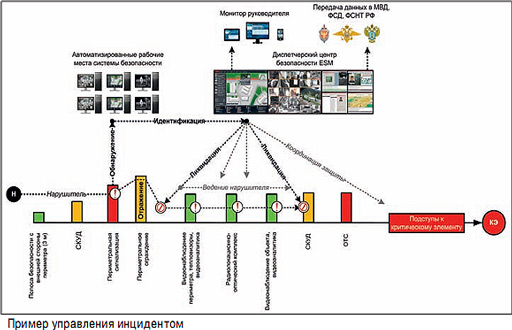 Монитор руководителя
Передача данных в МВД,
ФСД, ФСНТ РФ
Автоматизированные рабочие
места системы безопасности
Диспетчерский центр
безопасности ESM
Идентификация
Обнаружение
Ликвидация
Ликвидация
Координация защиты
Ведение нарушителя
Н
Нарушитель
Отражение
Подступы к
критическому элементу
КЭ
Полоса безопасности с
внешней стороны
периметра (3 м)
СКУД
Периметральная
сигнализация
Периметральное
ограждение
Видеонаблюдение
периметра, тепловизоры,
видеоаналитика
Радиолокационно-
оптический комплекс
Видеонаблюдение объекта,
видеоаналитика
СКУД
ОТС
Пример управления инцидентом